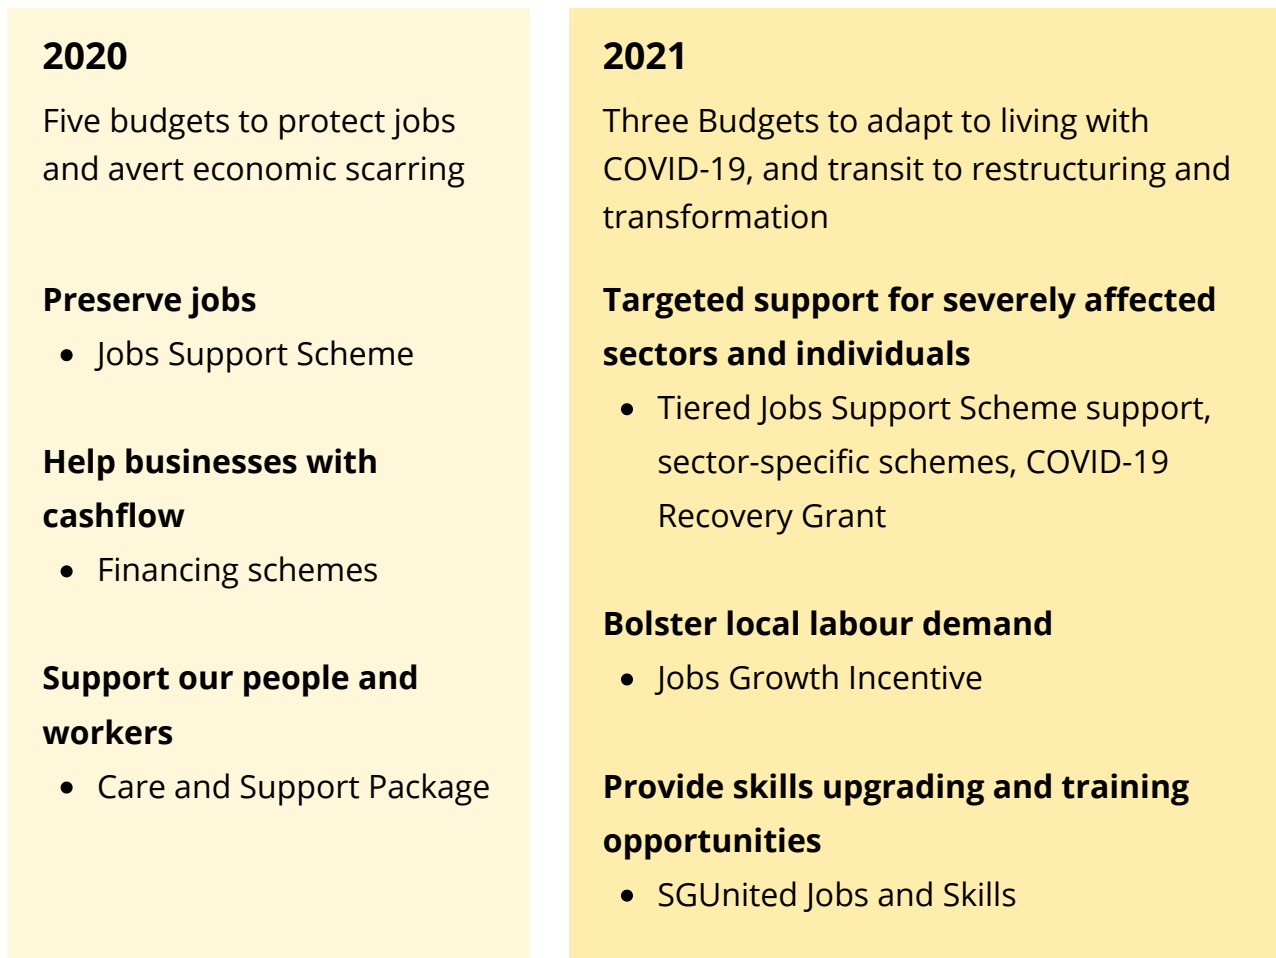 2020
Five budgets to protect jobs
and avert economic scarring
Preserve jobs
• Jobs Support Scheme
Help businesses with
cashflow
• Financing schemes
Support our people and
workers
• Care and Support Package
2021
Three Budgets to adapt to living with
COVID-19, and transit to restructuring and
transformation
Targeted support for severely affected
sectors and individuals
• Tiered Jobs Support Scheme support,
sector-specific schemes, COVID-19
Recovery Grant
Bolster local labour demand
• Jobs Growth Incentive
Provide skills upgrading and training
opportunities
• SGUnited Jobs and Skills